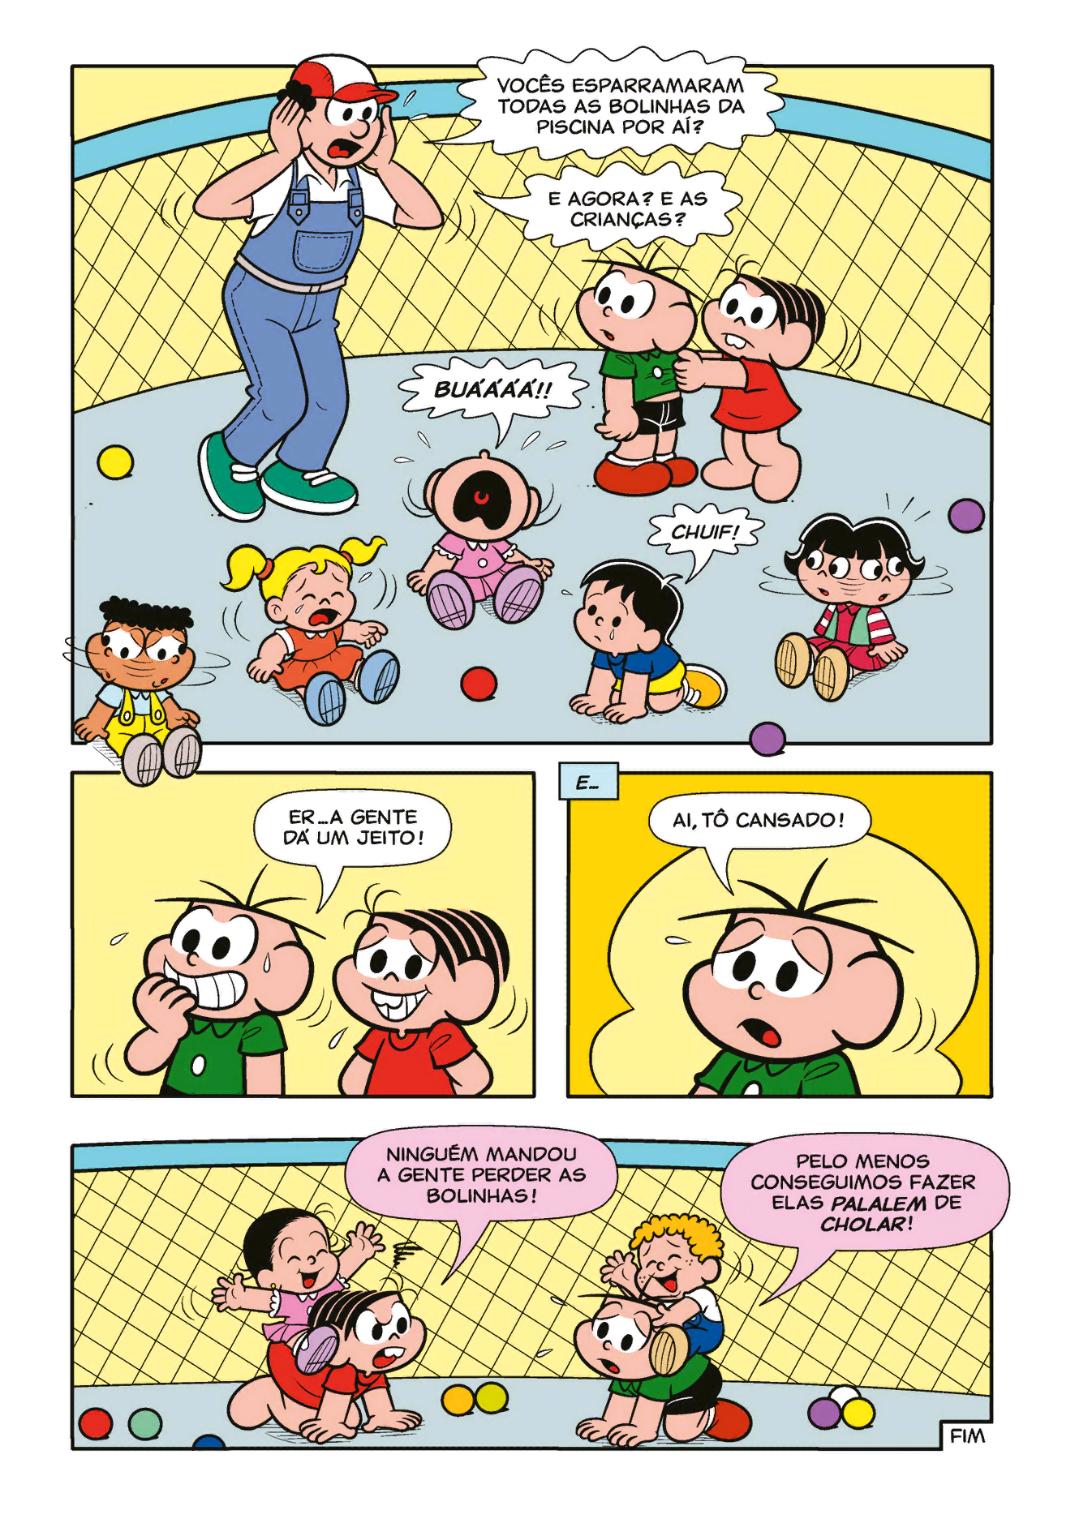 VOCÊS ESPARRAMARAM
TODAS AS BOLINHAS DA
PISCINA POR AÍ?
E AGORA? E AS
CRIANÇAS?
BUÁÁÁÁ!!
CHUIF!
ER...A GENTE
DÁ UM JEITO!
E...
AI, TÔ CANSADO!
NINGUÉM MANDOU
A GENTE PERDER AS
BOLINHAS!
PELO MENOS
CONSEGUIMOS FAZER
ELAS PALALEM DE
CHOLAR!
FIM